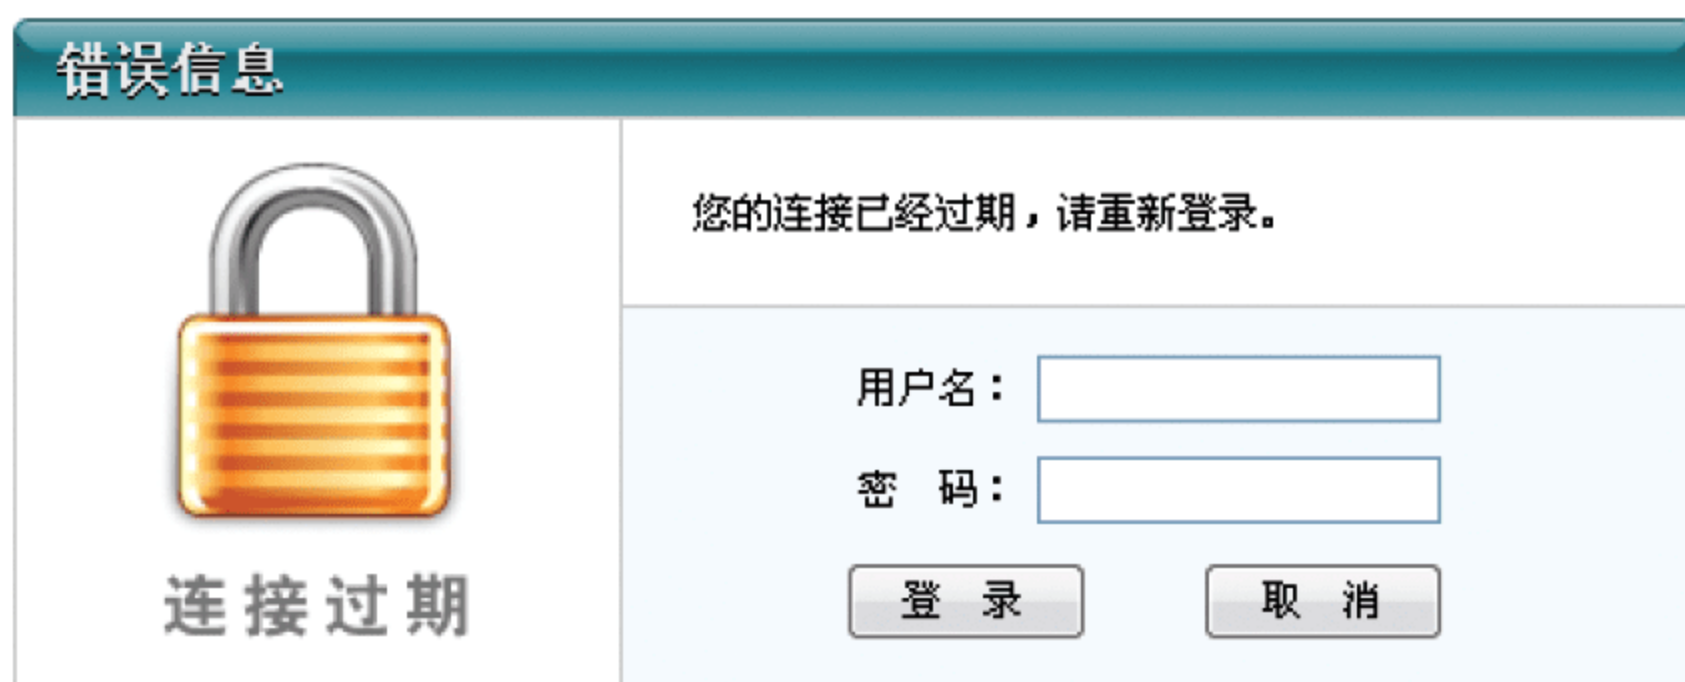 错误信息
您的连接已经过期，请重新登录。
用户名：
密 码：
登 录 取 消
连接过期